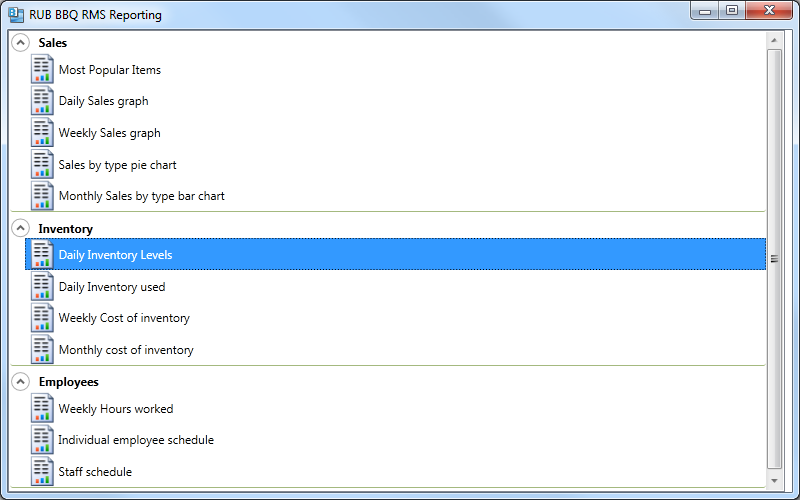 RUB BBQ RMS Reporting
Sales
Most Popular Items
Daily Sales graph
Weekly Sales graph
Sales by type pie chart
Monthly Sales by type bar chart
Inventory
Daily Inventory Levels
Daily Inventory used
Weekly Cost of inventory
Monthly cost of inventory
Employees
Weekly Hours worked
Individual employee schedule
Staff schedule